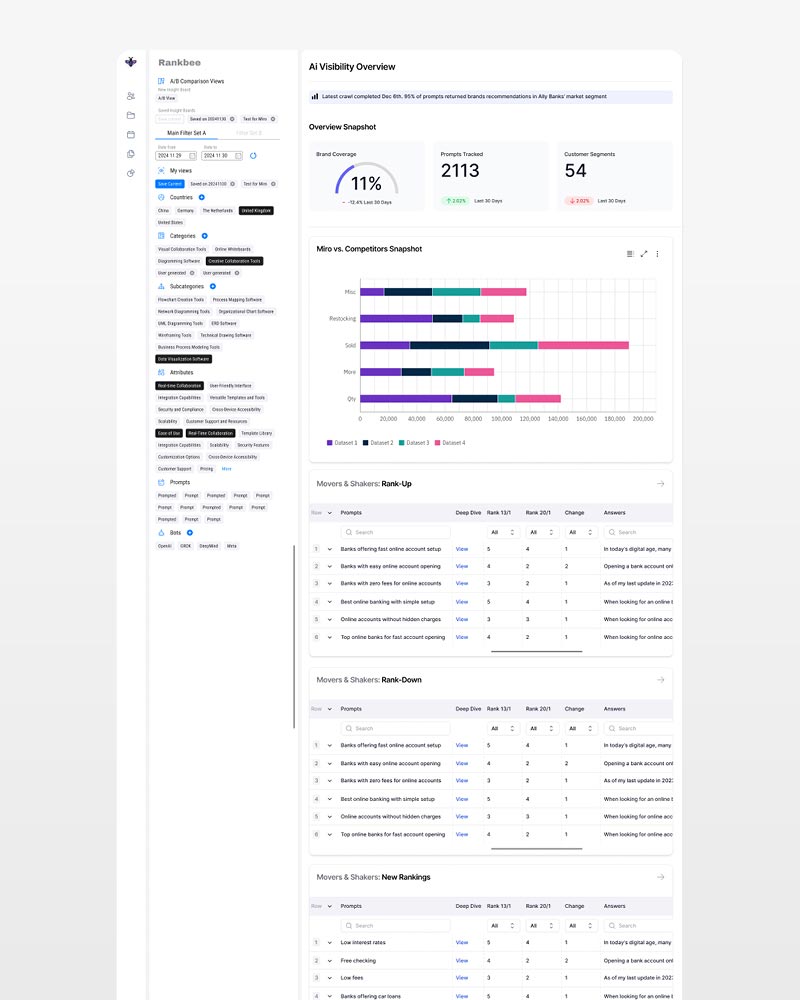 Rankbee
A/B Comparison Views
New Insight Board
A/B View
Saved Insight Boards
Save current Saved on 20241130 Test for Miro
Main Filter Set A Filter Set B
Date from Date to
2024 11 29 2024 11 30
My views
Save Current Saved on 20241130 Test for Miro
Countries
China Germany The Netherlands United Kingdom
United States
Categories
Visual Collaboration Tools Online Whiteboards
Diagramming Software Creative Collaboration Tools
User generated User generated
Subcategories
Flowchart Creation Tools Process Mapping Software
Network Diagramming Tools Organizational Chart Software
UML Diagramming Tools ERD Software
Wireframing Tools Technical Drawing Software
Business Process Modeling Tools
Data Visualization Software
Attributes
Real-time Collaboration User-Friendly Interface
Integration Capabilities Versatile Templates and Tools
Security and Compliance Cross-Device Accessibility
Scalability Customer Support and Resources
Ease of Use Real-Time Collaboration Template Library
Integration Capabilities Scalability Security Features
Customization Options Cross-Device Accessibility
Customer Support Pricing More
Prompts
Prompted Prompt Prompted Prompt Prompt
Prompt Prompt Prompted Prompt Prompt
Prompted Prompt Prompt
Bots
OpenAI GROK DeepMind Meta
Ai Visibility Overview
Latest crawl completed Dec 6th. 95% of prompts returned brands recommendations in Ally Banks' market segment
Overview Snapshot
Brand Coverage
11%
-12.4% Last 30 Days
Prompts Tracked
2113
2.02% Last 30 Days
Customer Segments
54
2.02% Last 30 Days
Miro vs. Competitors Snapshot
Misc
Restocking
Sold
More
Qty
0 20,000 40,000 60,000 80,000 100,000 120,000 140,000 160,000 180,000 200,000
Dataset 1 Dataset 2 Dataset 3 Dataset 4
Movers & Shakers: Rank-Up
Row Prompts Deep Dive Rank 13/1 Rank 20/1 Change Answers
Search All All All Search
1 Banks offering fast online account setup View 5 4 1 In today's digital age, many
2 Banks with easy online account opening View 4 2 2 Opening a bank account onl
3 Banks with zero fees for online accounts View 3 2 1 As of my last update in 202
4 Best online banking with simple setup View 5 4 1 When looking for an online b
5 Online accounts without hidden charges View 3 3 1 When looking for online acc
6 Top online banks for fast account opening View 4 2 1 When looking for online acc
Movers & Shakers: Rank-Down
Row Prompts Deep Dive Rank 13/1 Rank 20/1 Change Answers
Search All All All Search
1 Banks offering fast online account setup View 5 4 1 In today's digital age, many
2 Banks with easy online account opening View 4 2 2 Opening a bank account onl
3 Banks with zero fees for online accounts View 3 2 1 As of my last update in 202
4 Best online banking with simple setup View 5 4 1 When looking for an online b
5 Online accounts without hidden charges View 3 3 1 When looking for online acc
6 Top online banks for fast account opening View 4 2 1 When looking for online acc
Movers & Shakers: New Rankings
Row Prompts Deep Dive Rank 13/1 Rank 20/1 Change Answers
Search All All All Search
1 Low interest rates View 5 4 1 In today's digital age, many
2 Free checking View 4 2 2 Opening a bank account onl
3 Low fees View 3 2 1 As of my last update in 202
4 Banks offering car loans View 5 4 1 When looking for an online b